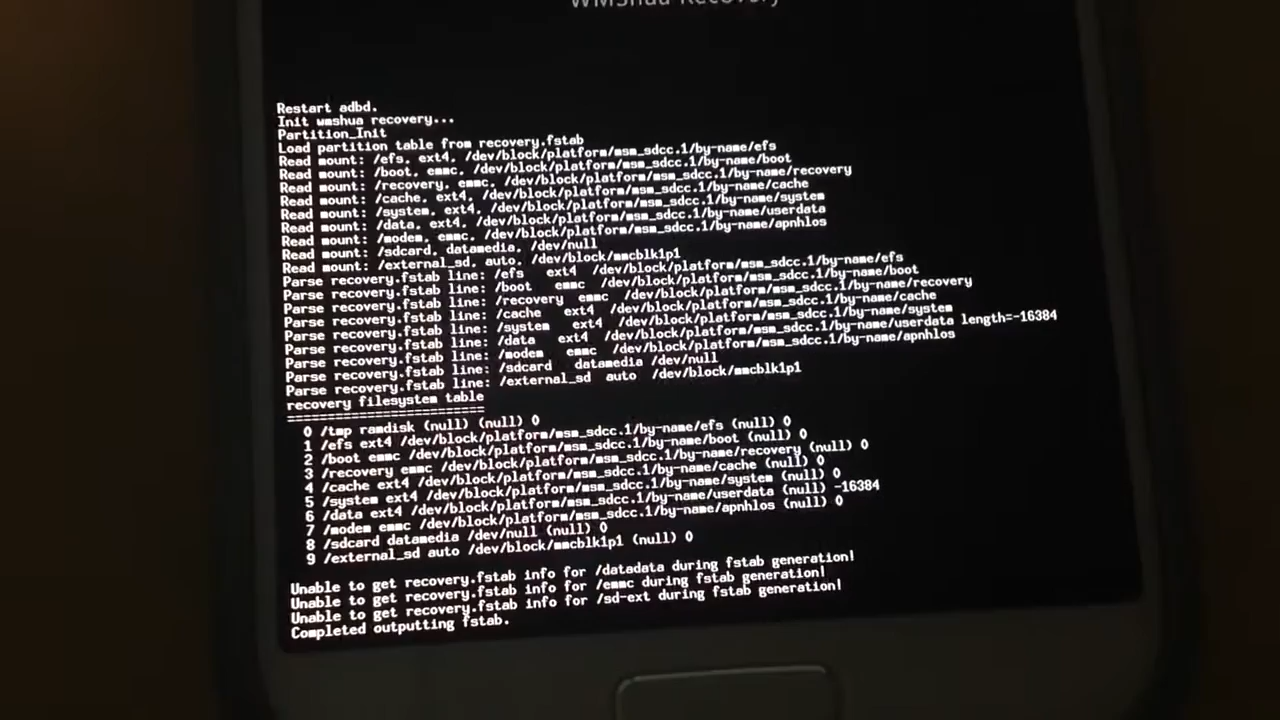 WMShua Recovery
Restart adbd.
Init wmshua recovery...
Partition_Init
Load partition table from recovery.fstab
Read mount: /efs, ext4, /dev/block/platform/msm_sdcc.1/by-name/efs
Read mount: /boot, emmc, /dev/block/platform/msm_sdcc.1/by-name/boot
Read mount: /recovery, emmc, /dev/block/platform/msm_sdcc.1/by-name/recovery
Read mount: /cache, ext4, /dev/block/platform/msm_sdcc.1/by-name/cache
Read mount: /system, ext4, /dev/block/platform/msm_sdcc.1/by-name/system
Read mount: /data, ext4, /dev/block/platform/msm_sdcc.1/by-name/userdata
Read mount: /modem, emmc, /dev/block/platform/msm_sdcc.1/by-name/apnhlos
Read mount: /sdcard, datamedia, /dev/null
Read mount: /external_sd, auto, /dev/block/mmcblk1p1
Parse recovery.fstab line: /efs ext4 /dev/block/platform/msm_sdcc.1/by-name/efs
Parse recovery.fstab line: /boot emmc /dev/block/platform/msm_sdcc.1/by-name/boot
Parse recovery.fstab line: /recovery emmc /dev/block/platform/msm_sdcc.1/by-name/recovery
Parse recovery.fstab line: /cache ext4 /dev/block/platform/msm_sdcc.1/by-name/cache
Parse recovery.fstab line: /system ext4 /dev/block/platform/msm_sdcc.1/by-name/system
Parse recovery.fstab line: /data ext4 /dev/block/platform/msm_sdcc.1/by-name/userdata length=-16384
Parse recovery.fstab line: /modem emmc /dev/block/platform/msm_sdcc.1/by-name/apnhlos
Parse recovery.fstab line: /sdcard datamedia /dev/null
Parse recovery.fstab line: /external_sd auto /dev/block/mmcblk1p1
recovery filesystem table
=========================
0 /tmp ramdisk (null) (null) 0
1 /efs ext4 /dev/block/platform/msm_sdcc.1/by-name/efs (null) 0
2 /boot emmc /dev/block/platform/msm_sdcc.1/by-name/boot (null) 0
3 /recovery emmc /dev/block/platform/msm_sdcc.1/by-name/recovery (null) 0
4 /cache ext4 /dev/block/platform/msm_sdcc.1/by-name/cache (null) 0
5 /system ext4 /dev/block/platform/msm_sdcc.1/by-name/system (null) 0
6 /data ext4 /dev/block/platform/msm_sdcc.1/by-name/userdata (null) -16384
7 /modem emmc /dev/block/platform/msm_sdcc.1/by-name/apnhlos (null) 0
8 /sdcard datamedia /dev/null (null) 0
9 /external_sd auto /dev/block/mmcblk1p1 (null) 0
Unable to get recovery.fstab info for /datadata during fstab generation!
Unable to get recovery.fstab info for /emmc during fstab generation!
Unable to get recovery.fstab info for /sd-ext during fstab generation!
Completed outputting fstab.